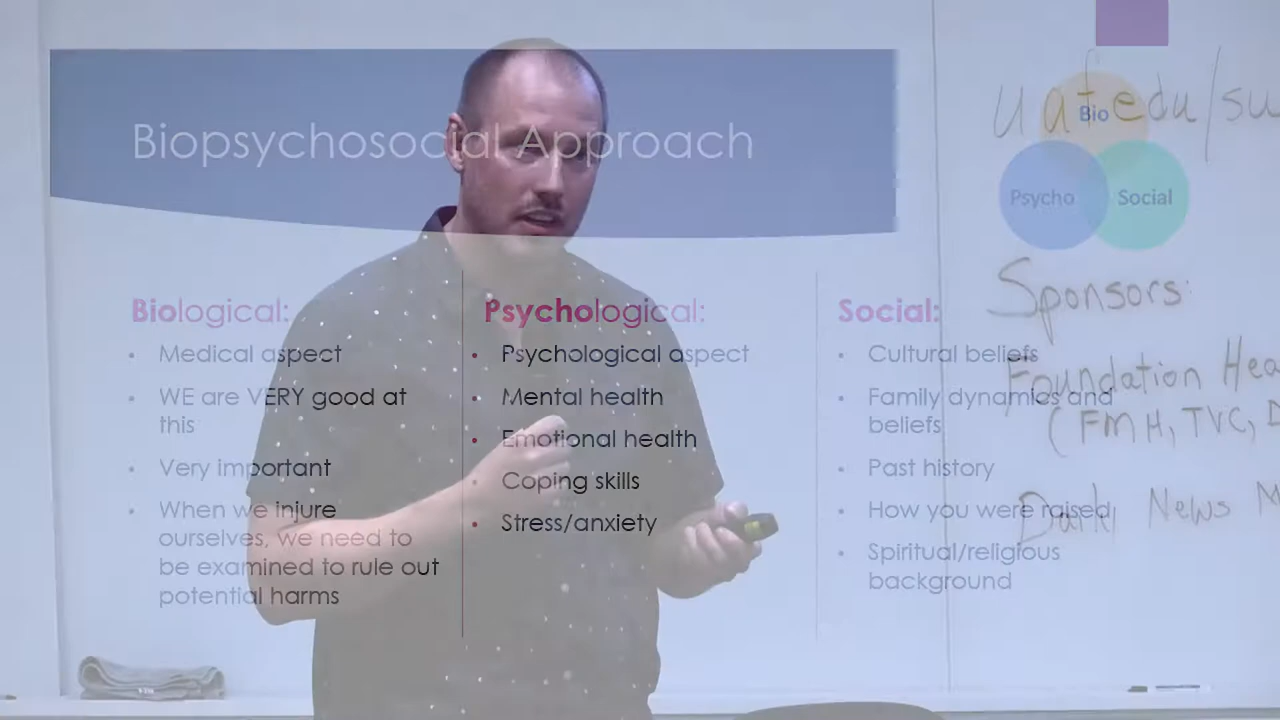 Biopsychosocial Approach
Bio
Psycho
Social
Biological:
• Medical aspect
• WE are VERY good at
this
• Very important
• When we injure
ourselves, we need to
be examined to rule out
potential harms
Psychological:
• Psychological aspect
• Mental health
• Emotional health
• Coping skills
• Stress/anxiety
Social:
• Cultural beliefs
• Family dynamics and
beliefs
• Past history
• How you were raised
• Spiritual/religious
background
uaf.edu/su
Sponsors:
Foundation Hea
(FMH, TVC, D
News M